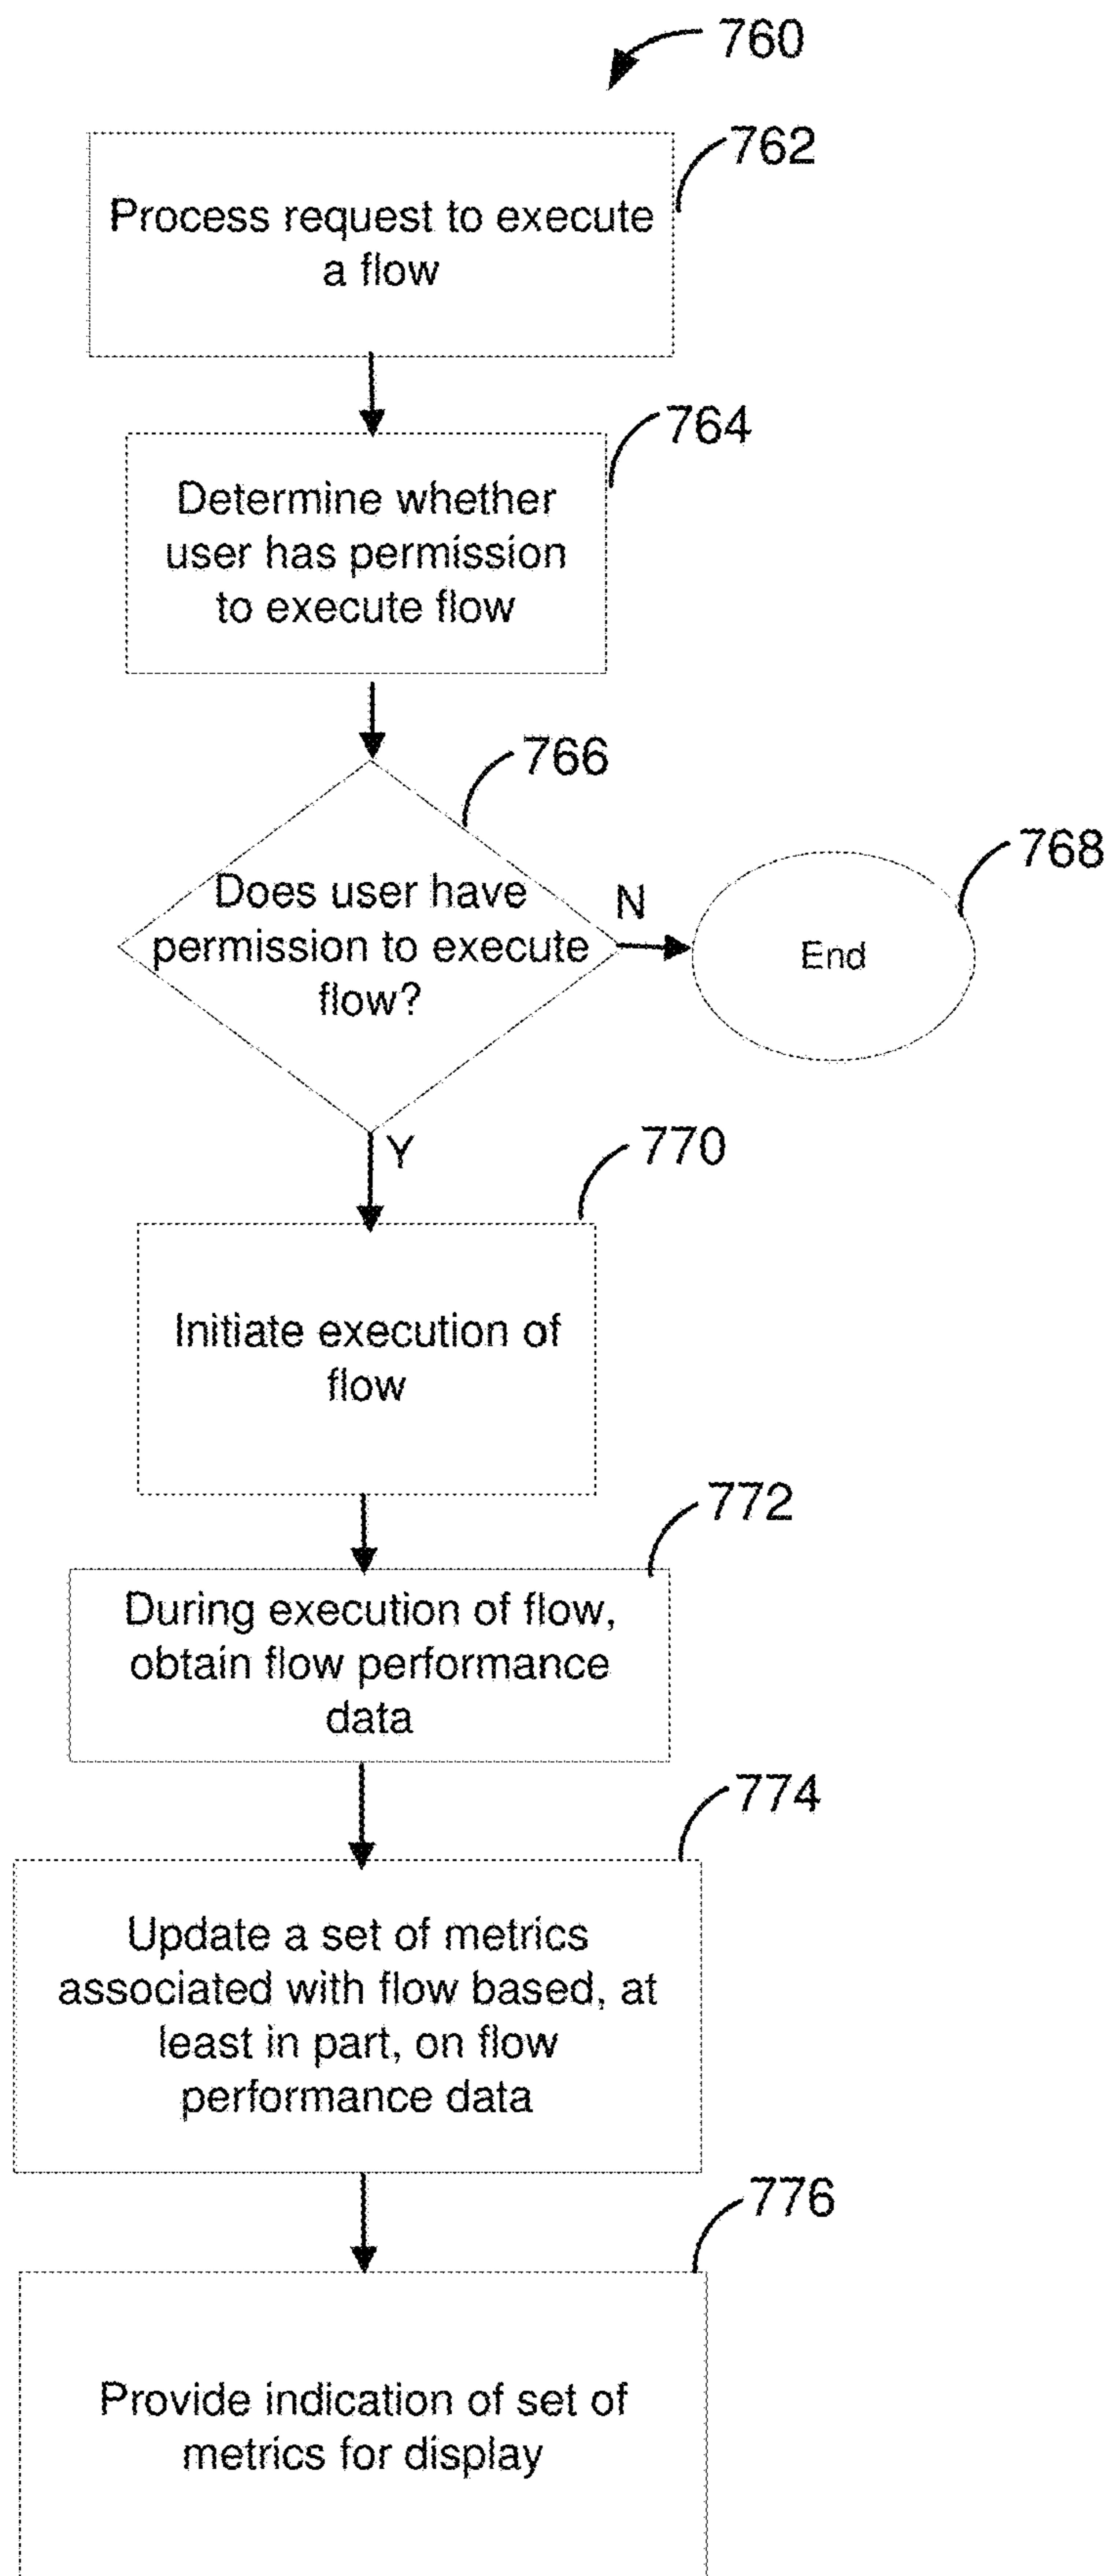 760
762
Process request to execute
a flow
764
Determine whether
user has permission
to execute flow
766
Does user have
permission to execute
flow?
N
768
End
Y
770
Initiate execution of
flow
772
During execution of flow,
obtain flow performance
data
774
Update a set of metrics
associated with flow based, at
least in part, on flow
performance data
776
Provide indication of set of
metrics for display